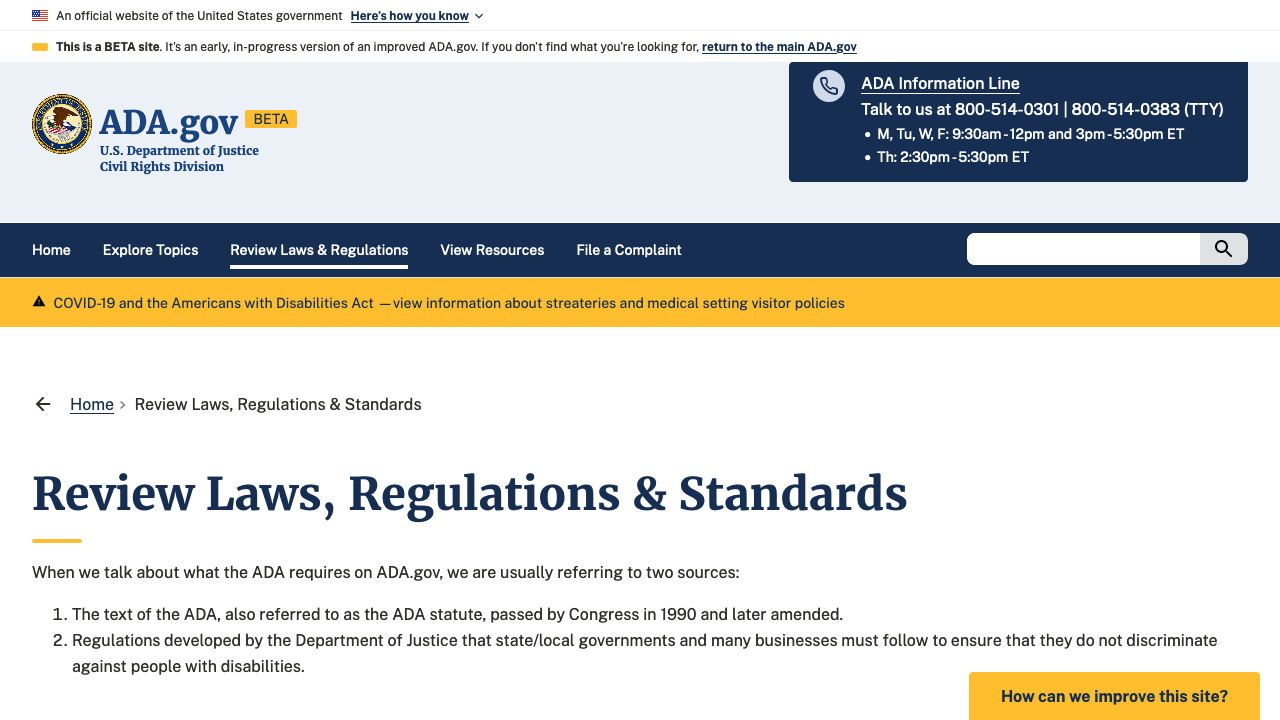 An official website of the United States government Here's how you know
This is a BETA site. It's an early, in-progress version of an improved ADA.gov. If you don't find what you're looking for, return to the main ADA.gov
ADA.gov BETA
U.S. Department of Justice
Civil Rights Division
ADA Information Line
Talk to us at 800-514-0301 | 800-514-0383 (TTY)
• M, Tu, W, F: 9:30am - 12pm and 3pm - 5:30pm ET
• Th: 2:30pm - 5:30pm ET
Home Explore Topics Review Laws & Regulations View Resources File a Complaint
COVID-19 and the Americans with Disabilities Act —view information about streateries and medical setting visitor policies
Home > Review Laws, Regulations & Standards
Review Laws, Regulations & Standards
When we talk about what the ADA requires on ADA.gov, we are usually referring to two sources:
1. The text of the ADA, also referred to as the ADA statute, passed by Congress in 1990 and later amended.
2. Regulations developed by the Department of Justice that state/local governments and many businesses must follow to ensure that they do not discriminate
against people with disabilities.
How can we improve this site?